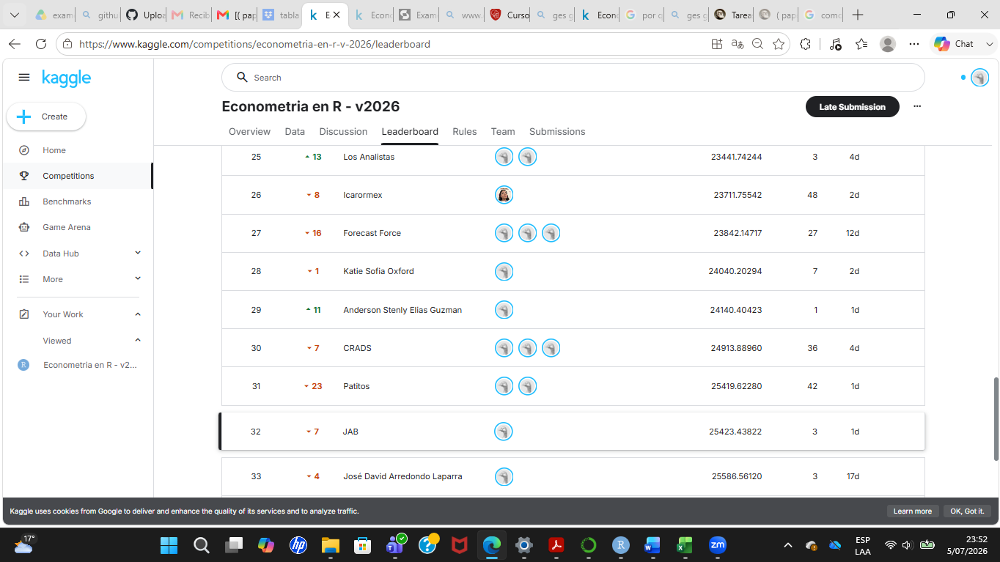 exam
githu
Uploa
Recib
[( pap
tabla
E
Econo
Exame
www.
Curso
ges g
Econo
por q
ges g
Tarea
( pap
como
https://www.kaggle.com/competitions/econometria-en-r-v-2026/leaderboard
Chat
kaggle
Search
Create
Econometria en R - v2026
Late Submission
Overview Data Discussion Leaderboard Rules Team Submissions
Home
Competitions
Benchmarks
Game Arena
Data Hub
More
Your Work
Viewed
R Econometria en R - v2...
25 13 Los Analistas 23441.74244 3 4d
26 8 Icarormex 23711.75542 48 2d
27 16 Forecast Force 23842.14717 27 12d
28 1 Katie Sofia Oxford 24040.20294 7 2d
29 11 Anderson Stenly Elias Guzman 24140.40423 1 1d
30 7 CRADS 24913.88960 36 4d
31 23 Patitos 25419.62280 42 1d
32 7 JAB 25423.43822 3 1d
33 4 José David Arredondo Laparra 25586.56120 3 17d
Kaggle uses cookies from Google to deliver and enhance the quality of its services and to analyze traffic.
Learn more
OK, Got it.
17°
ESP
LAA
23:52
5/07/2026